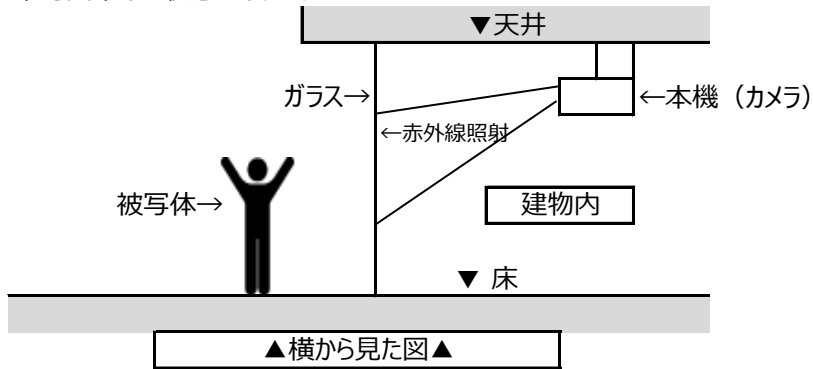 ▼天井
ガラス→
←本機（カメラ）
←赤外線照射
被写体→
建物内
▼ 床
▲横から見た図▲